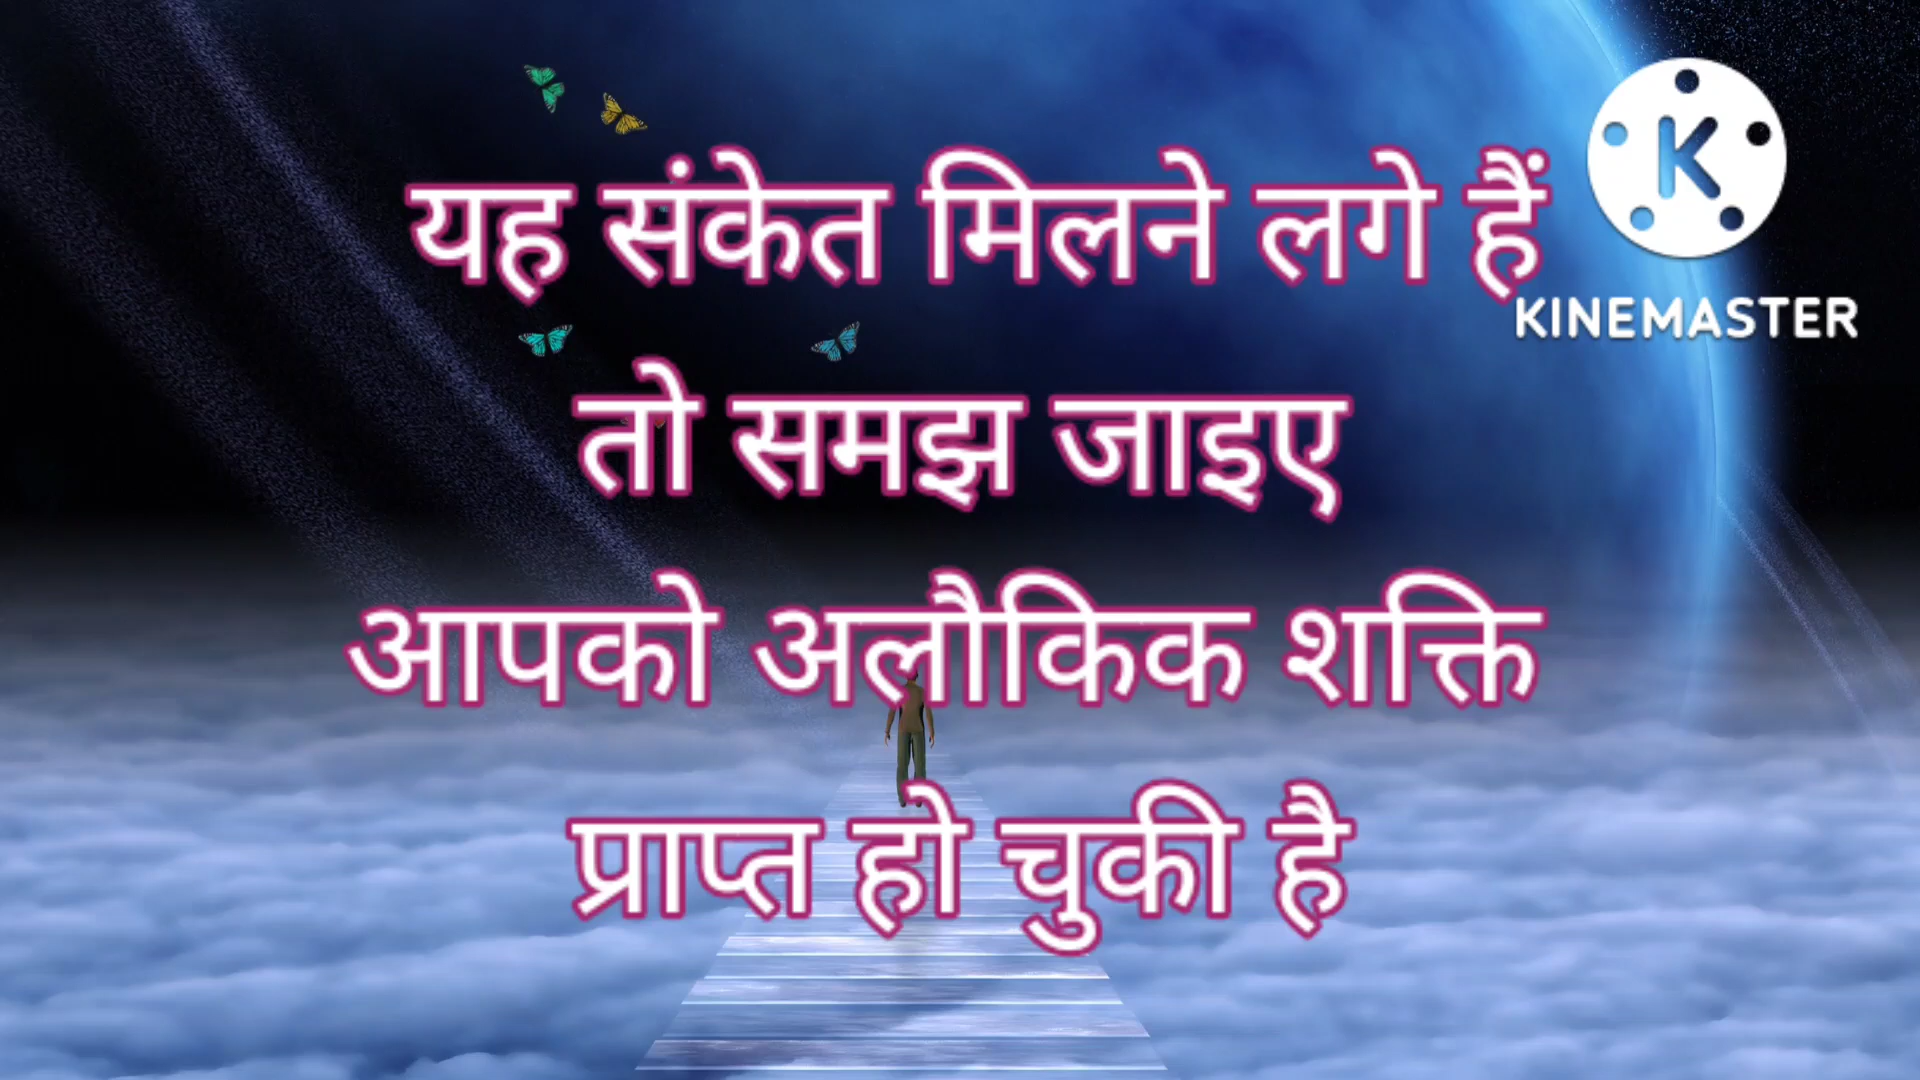 यह संकेत मिलने लगे हैं
तो समझ जाइए
आपको अलौकिक शक्ति
प्राप्त हो चुकी है
K
KINEMASTER